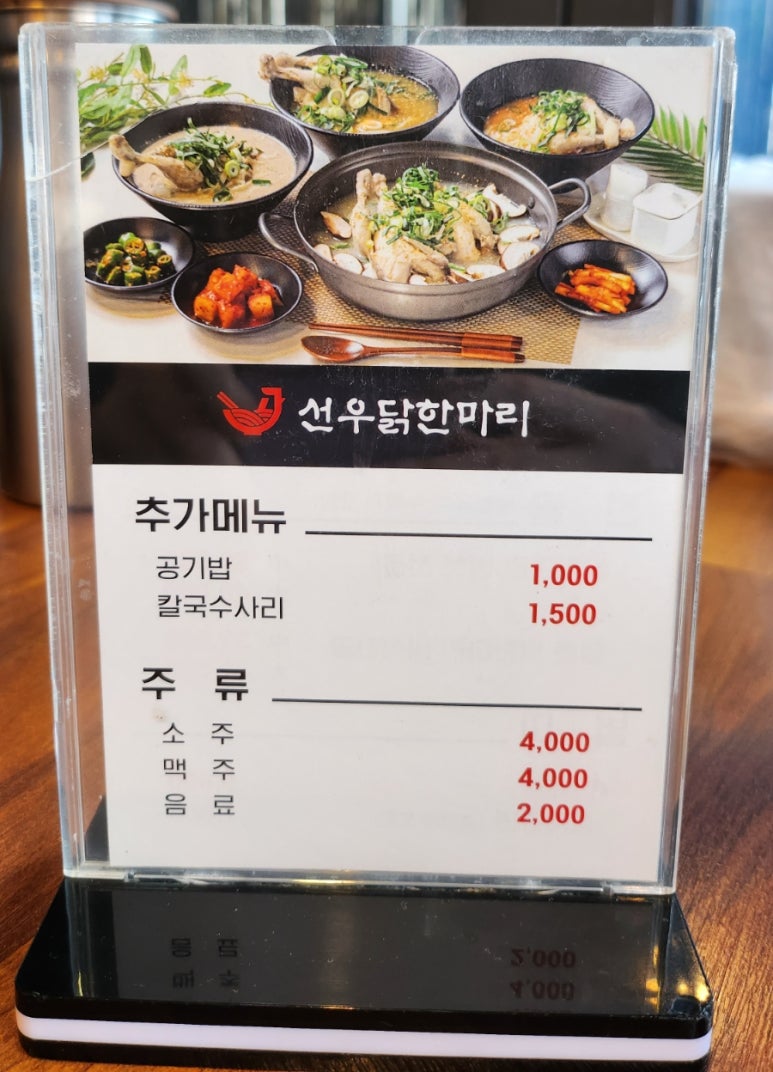 선우닭한마리
추가메뉴
공기밥 1,000
칼국수사리 1,500
주 류
소 주 4,000
맥 주 4,000
음 료 2,000